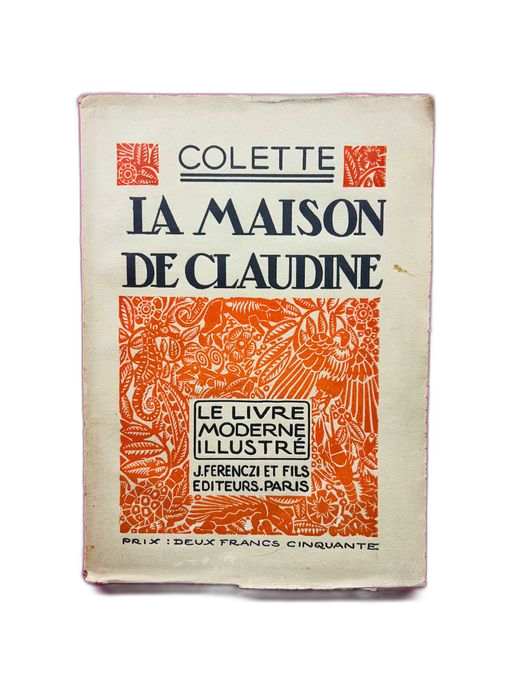 COLETTE
LA MAISON
DE CLAUDINE
LE LIVRE
MODERNE
ILLUSTRÉ
J. FERENCZI ET FILS
EDITEURS. PARIS
PRIX : DEUX FRANCS CINQUANTE